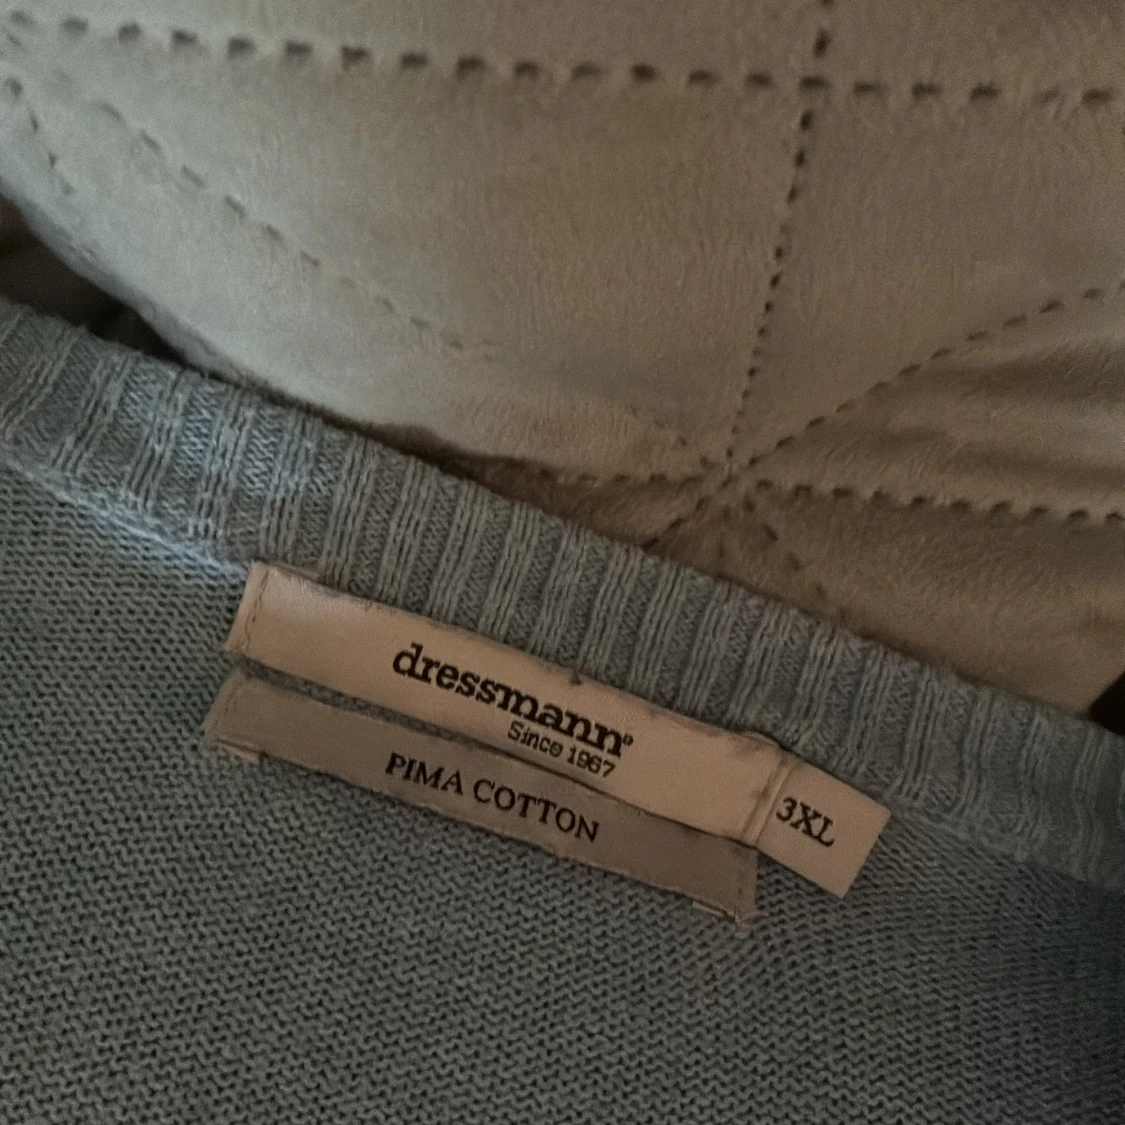 dressmann®
Since 1967
3XL
PIMA COTTON